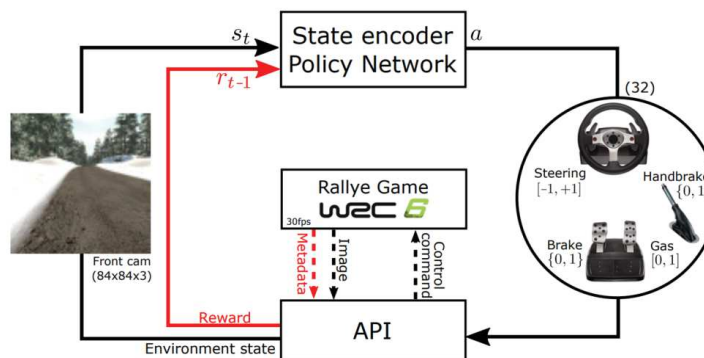 s_t
State encoder
Policy Network
a
r_{t-1}
(32)
Steering
[-1, +1]
Handbrake
{0, 1
Rallye Game
WRC 6
30fps
Brake
{0, 1}
Gas
[0, 1]
Front cam
(84x84x3)
Metadata
Image
Control
command
Reward
API
Environment state